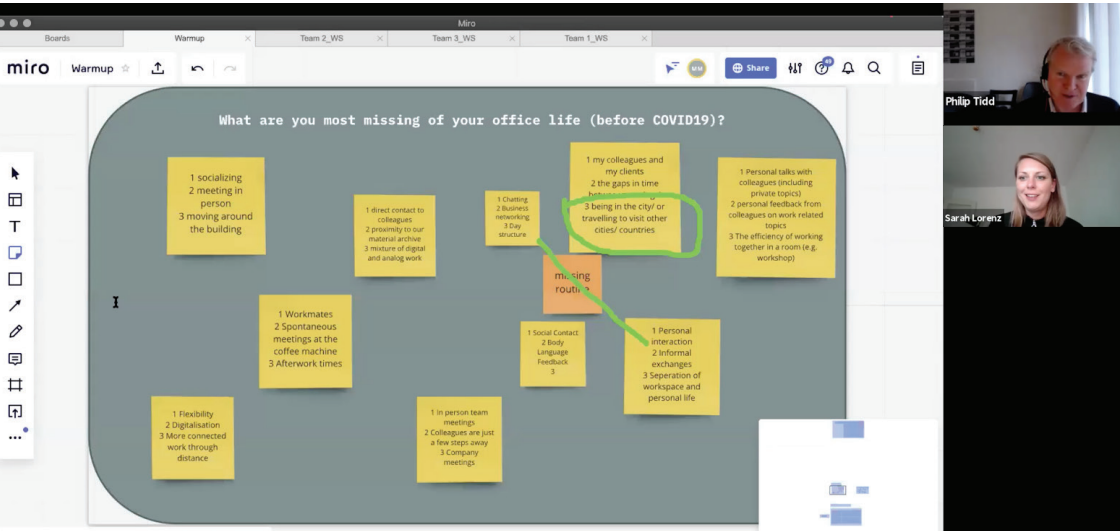 Miro
Boards
Warmup
Team 2_WS
Team 3_WS
Team 1_WS
miro
Warmup
Share
What are you most missing of your office life (before COVID19)?
1 socializing
2 meeting in
person
3 moving around
the building
1 direct contact to
colleagues
2 proximity to our
material archive
3 mixture of digital
and analog work
1 Chatting
2 Business
networking
3 Day
structure
1 my colleagues and
my clients
2 the gaps in time
3 being in the city/ or
travelling to visit other
cities/ countries
1 Personal talks with
colleagues (including
private topics)
2 personal feedback from
colleagues on work related
topics
3 The efficiency of working
together in a room (e.g.
workshop)
missing
routine
1 Workmates
2 Spontaneous
meetings at the
coffee machine
3 Afterwork times
1 Social Contact
2 Body
Language
Feedback
3
1 Personal
interaction
2 Informal
exchanges
3 Seperation of
workspace and
personal life
1 Flexibility
2 Digitalisation
3 More connected
work through
distance
1 in person team
meetings
2 Colleagues are just
a few steps away
3 Company
meetings
Philip Tidd
Sarah Lorenz